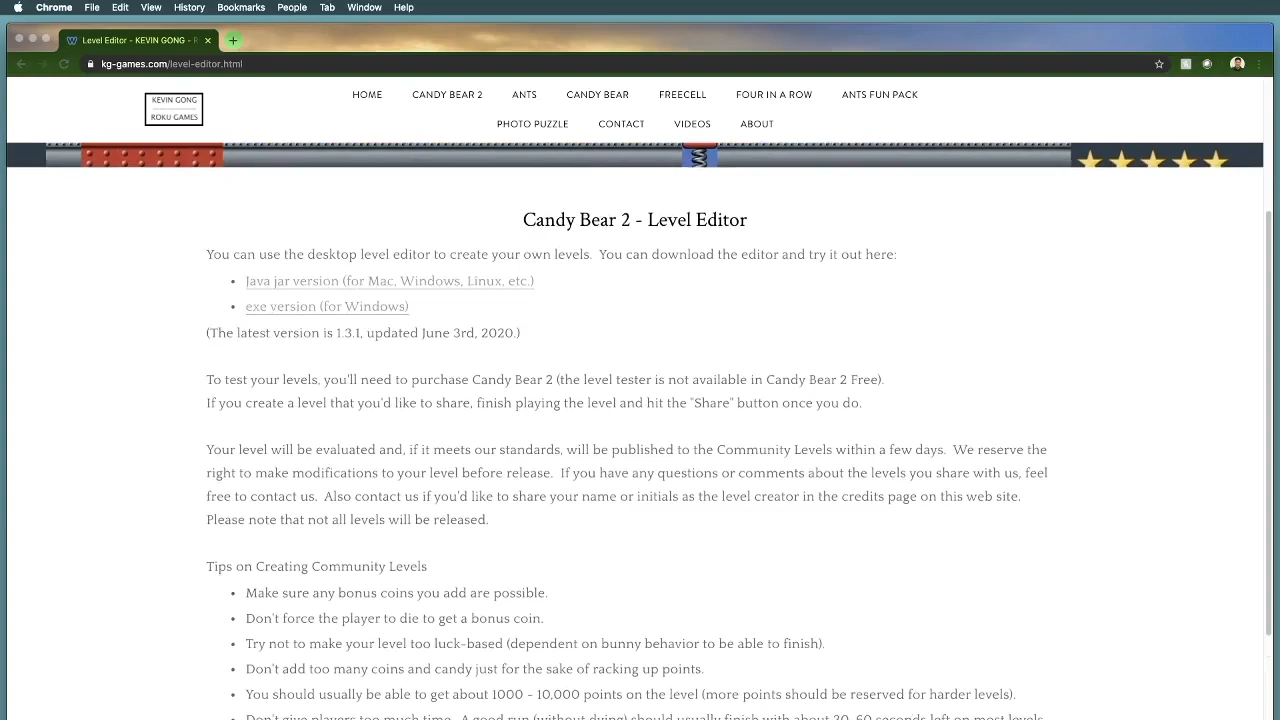 Chrome File Edit View History Bookmarks People Tab Window Help
Level Editor - KEVIN GONG - R
kg-games.com/level-editor.html
KEVIN GONG
ROKU GAMES
HOME CANDY BEAR 2 ANTS CANDY BEAR FREECELL FOUR IN A ROW ANTS FUN PACK
PHOTO PUZZLE CONTACT VIDEOS ABOUT
Candy Bear 2 - Level Editor
You can use the desktop level editor to create your own levels.  You can download the editor and try it out here:
• Java jar version (for Mac, Windows, Linux, etc.)
• exe version (for Windows)
(The latest version is 1.3.1, updated June 3rd, 2020.)
To test your levels, you'll need to purchase Candy Bear 2 (the level tester is not available in Candy Bear 2 Free).
If you create a level that you'd like to share, finish playing the level and hit the "Share" button once you do.
Your level will be evaluated and, if it meets our standards, will be published to the Community Levels within a few days.  We reserve the
right to make modifications to your level before release.  If you have any questions or comments about the levels you share with us, feel
free to contact us.  Also contact us if you'd like to share your name or initials as the level creator in the credits page on this web site.
Please note that not all levels will be released.
Tips on Creating Community Levels
• Make sure any bonus coins you add are possible.
• Don't force the player to die to get a bonus coin.
• Try not to make your level too luck-based (dependent on bunny behavior to be able to finish).
• Don't add too many coins and candy just for the sake of racking up points.
• You should usually be able to get about 1000 - 10,000 points on the level (more points should be reserved for harder levels).
Don't give players too much time.  A good run (without dying) should usually finish with about 30-60 seconds left on most levels